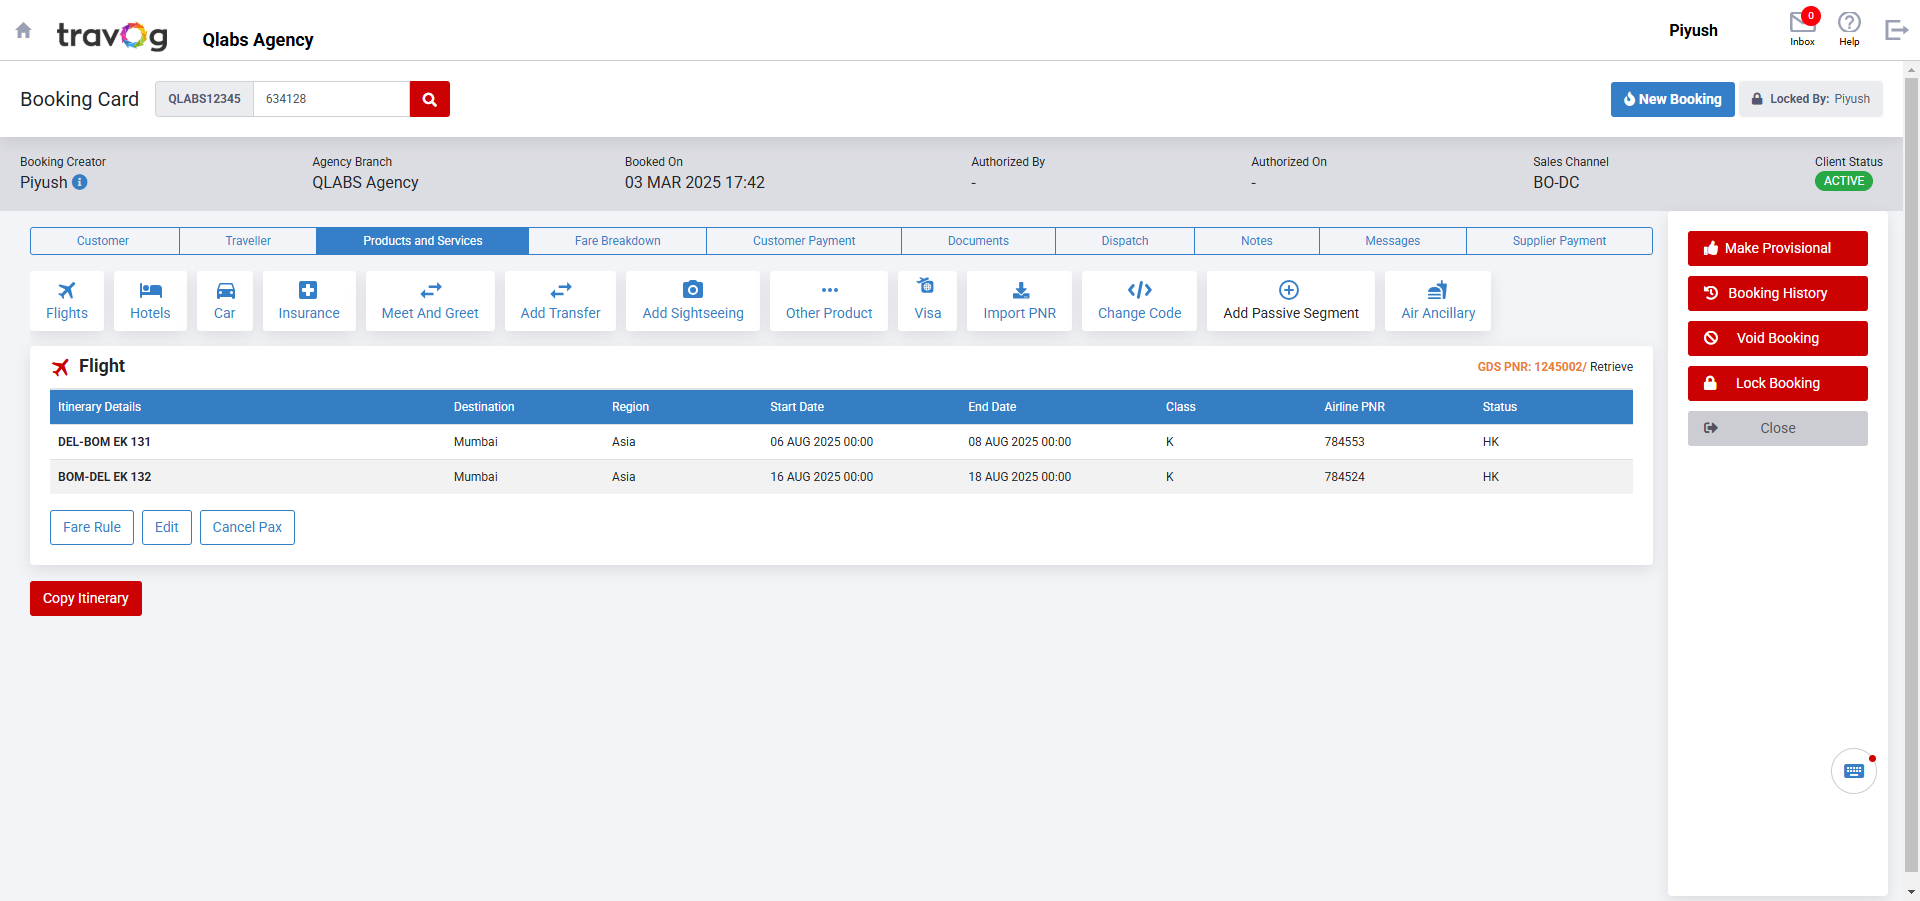 travog
Qlabs Agency
Piyush
0
Inbox
Help
Booking Card
QLABS12345
634128
New Booking
Locked By: Piyush
Booking Creator
Piyush
Agency Branch
QLABS Agency
Booked On
03 MAR 2025 17:42
Authorized By
-
Authorized On
-
Sales Channel
BO-DC
Client Status
ACTIVE
Customer
Traveller
Products and Services
Fare Breakdown
Customer Payment
Documents
Dispatch
Notes
Messages
Supplier Payment
Flights
Hotels
Car
Insurance
Meet And Greet
Add Transfer
Add Sightseeing
Other Product
Visa
Import PNR
Change Code
Add Passive Segment
Air Ancillary
Flight
GDS PNR: 1245002/ Retrieve
Itinerary Details Destination Region Start Date End Date Class Airline PNR Status
DEL-BOM EK 131 Mumbai Asia 06 AUG 2025 00:00 08 AUG 2025 00:00 K 784553 HK
BOM-DEL EK 132 Mumbai Asia 16 AUG 2025 00:00 18 AUG 2025 00:00 K 784524 HK
Fare Rule
Edit
Cancel Pax
Copy Itinerary
Make Provisional
Booking History
Void Booking
Lock Booking
Close